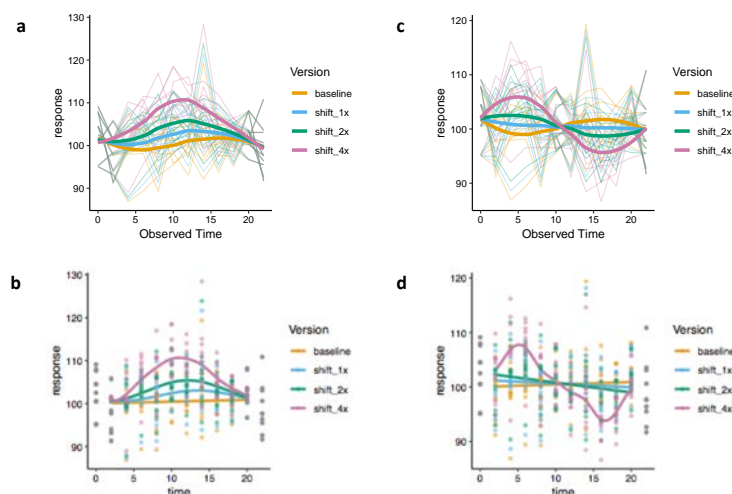 a
130
120
110
100
90
response
0 5 10 15 20
Observed Time
Version
baseline
shift_1x
shift_2x
shift_4x
c
120
110
100
90
response
0 5 10 15 20
Observed Time
Version
baseline
shift_1x
shift_2x
shift_4x
b
130
120
110
100
90
response
0 5 10 15 20
time
Version
baseline
shift_1x
shift_2x
shift_4x
d
120
110
100
90
response
0 5 10 15 20
time
Version
baseline
shift_1x
shift_2x
shift_4x